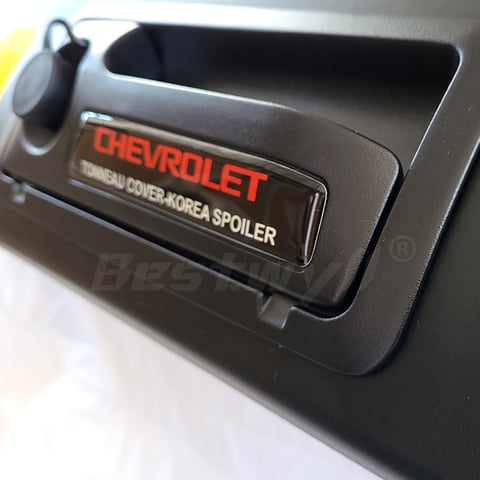 CHEVROLET
TONNEAU COVER-KOREA SPOILER
Bestwyll®